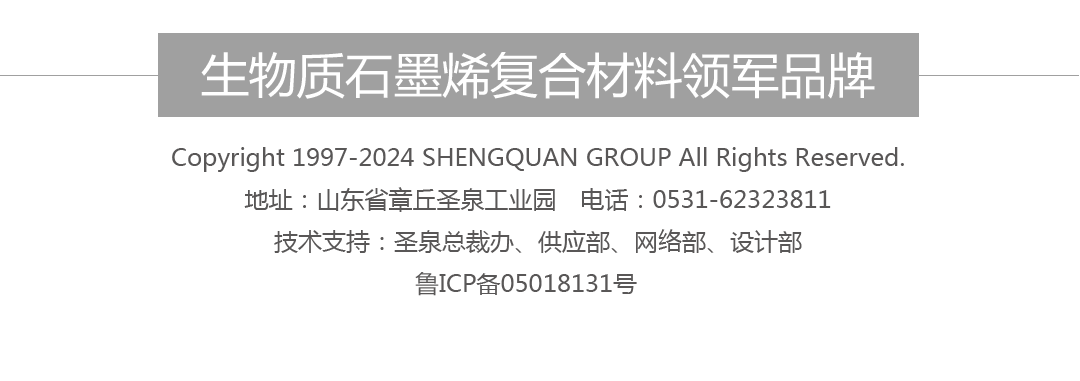 生物质石墨烯复合材料领军品牌
Copyright 1997-2024 SHENGQUAN GROUP All Rights Reserved.
地址：山东省章丘圣泉工业园　电话：0531-62323811
技术支持：圣泉总裁办、供应部、网络部、设计部
鲁ICP备05018131号